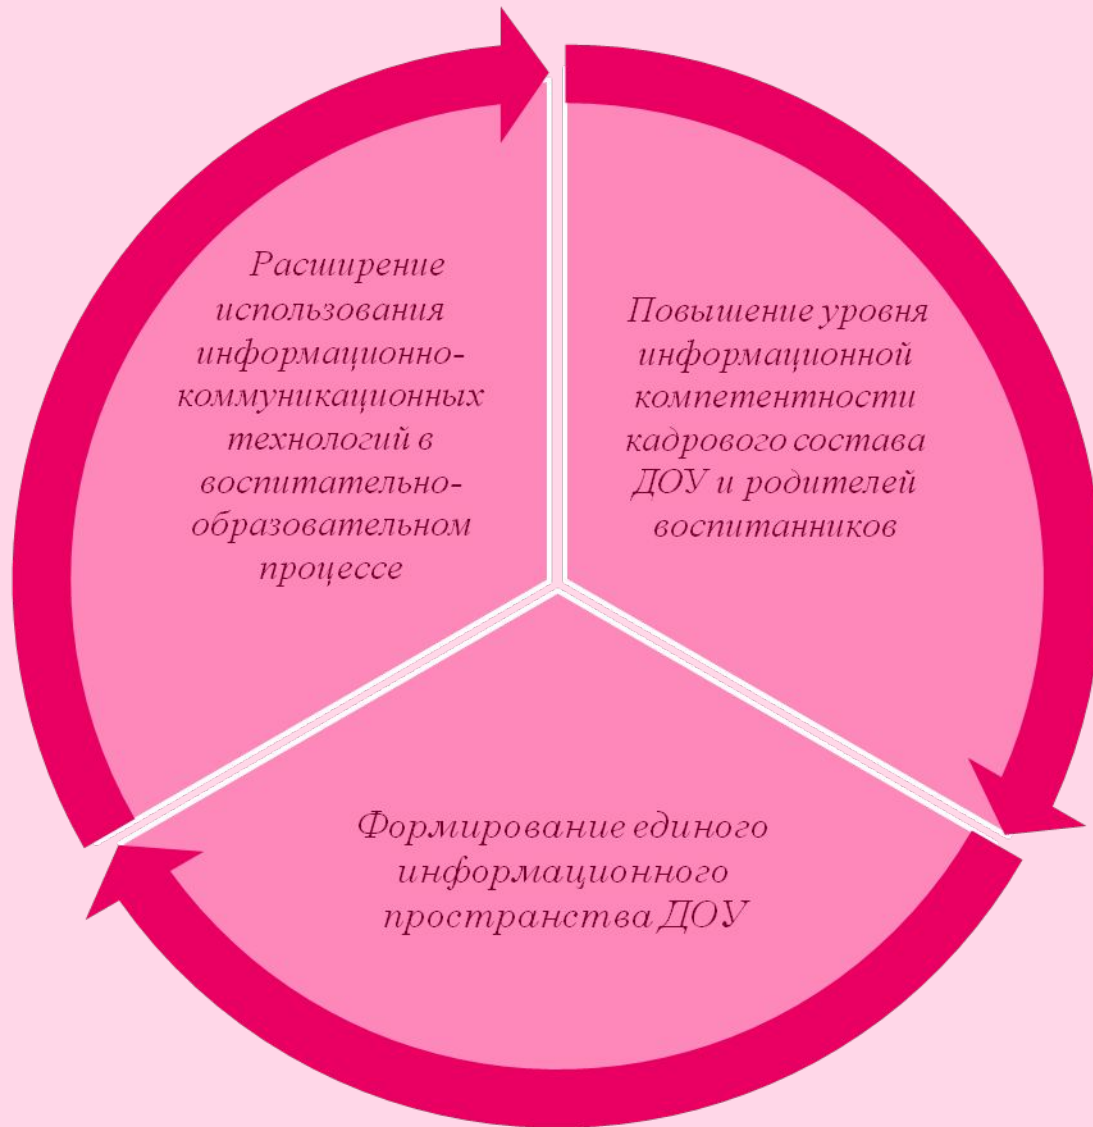 Расширение
использования
информационно-
коммуникационных
технологий в
воспитательно-
образовательном
процессе
Повышение уровня
информационной
компетентности
кадрового состава
ДОУ и родителей
воспитанников
Формирование единого
информационного
пространства ДОУ